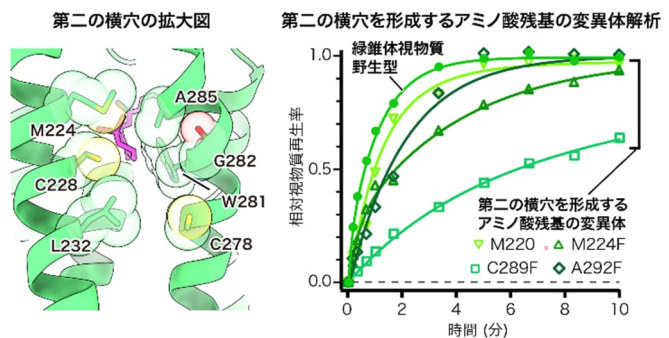 第二の横穴の拡大図
第二の横穴を形成するアミノ酸残基の変異体解析
A285
M224
G282
C228
W281
L232
C278
緑錐体視物質
野生型
相対視物質再生率
1.0
0.5
0.0
第二の横穴を形成する
アミノ酸残基の変異体
M220 M224F
C289F A292F
0 2 4 6 8 10
時間 (分)